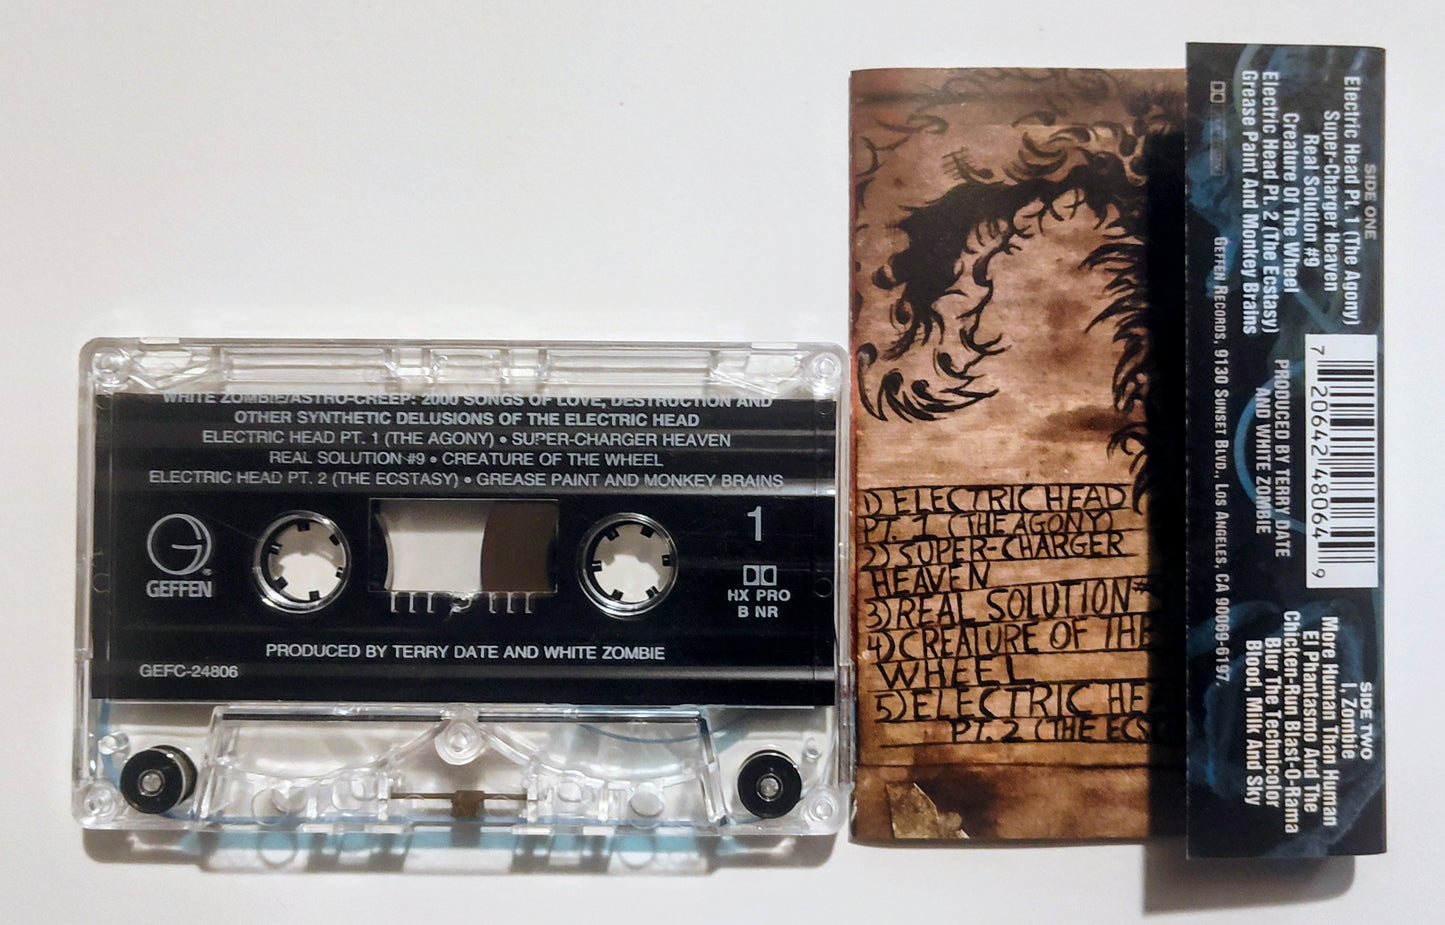 WHITE ZOMBIE/ASTRO-CREEP: 2000 SONGS OF LOVE, DESTRUCTION AND
OTHER SYNTHETIC DELUSIONS OF THE ELECTRIC HEAD
ELECTRIC HEAD PT. 1 (THE AGONY) • SUPER-CHARGER HEAVEN
REAL SOLUTION #9 • CREATURE OF THE WHEEL
ELECTRIC HEAD PT. 2 (THE ECSTASY) • GREASE PAINT AND MONKEY BRAINS
G
®
GEFFEN
1
HX PRO
B NR
PRODUCED BY TERRY DATE AND WHITE ZOMBIE
GEFC-24806
1) ELECTRIC HEAD
PT. 1 (THE AGONY)
2) SUPER-CHARGER
HEAVEN
3) REAL SOLUTION #
4) CREATURE OF THE
WHEEL
5) ELECTRIC HEA
PT. 2 (THE ECST
SIDE ONE
Electric Head Pt. 1 (The Agony)
Super-Charger Heaven
Real Solution #9
Creature Of The Wheel
Electric Head Pt. 2 (The Ecstasy)
Grease Paint And Monkey Brains
7 20642 48064 9
PRODUCED BY TERRY DATE
AND WHITE ZOMBIE
GEFFEN RECORDS, 9130 SUNSET BLVD., LOS ANGELES, CA 90069-6197.
SIDE TWO
I, Zombie
More Human Than Human
El Phantasmo And The
Chicken-Run Blast-O-Rama
Blur The Technicolor
Blood, Milk And Sky